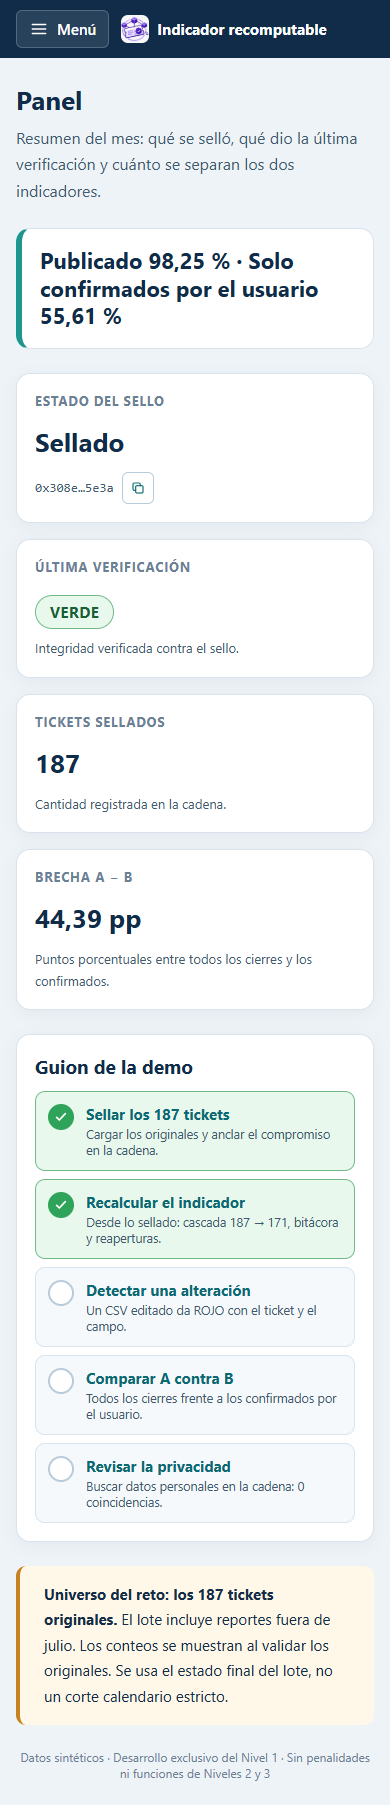 Menú
Indicador recomputable
Panel
Resumen del mes: qué se selló, qué dio la última
verificación y cuánto se separan los dos
indicadores.
Publicado 98,25 % · Solo
confirmados por el usuario
55,61 %
ESTADO DEL SELLO
Sellado
0x308e…5e3a
ÚLTIMA VERIFICACIÓN
VERDE
Integridad verificada contra el sello.
TICKETS SELLADOS
187
Cantidad registrada en la cadena.
BRECHA A − B
44,39 pp
Puntos porcentuales entre todos los cierres y los
confirmados.
Guion de la demo
Sellar los 187 tickets
Cargar los originales y anclar el compromiso
en la cadena.
Recalcular el indicador
Desde lo sellado: cascada 187 → 171, bitácora
y reaperturas.
Detectar una alteración
Un CSV editado da ROJO con el ticket y el
campo.
Comparar A contra B
Todos los cierres frente a los confirmados por
el usuario.
Revisar la privacidad
Buscar datos personales en la cadena: 0
coincidencias.
Universo del reto: los 187 tickets
originales. El lote incluye reportes fuera de
julio. Los conteos se muestran al validar los
originales. Se usa el estado final del lote, no
un corte calendario estricto.
Datos sintéticos · Desarrollo exclusivo del Nivel 1 · Sin penalidades
ni funciones de Niveles 2 y 3